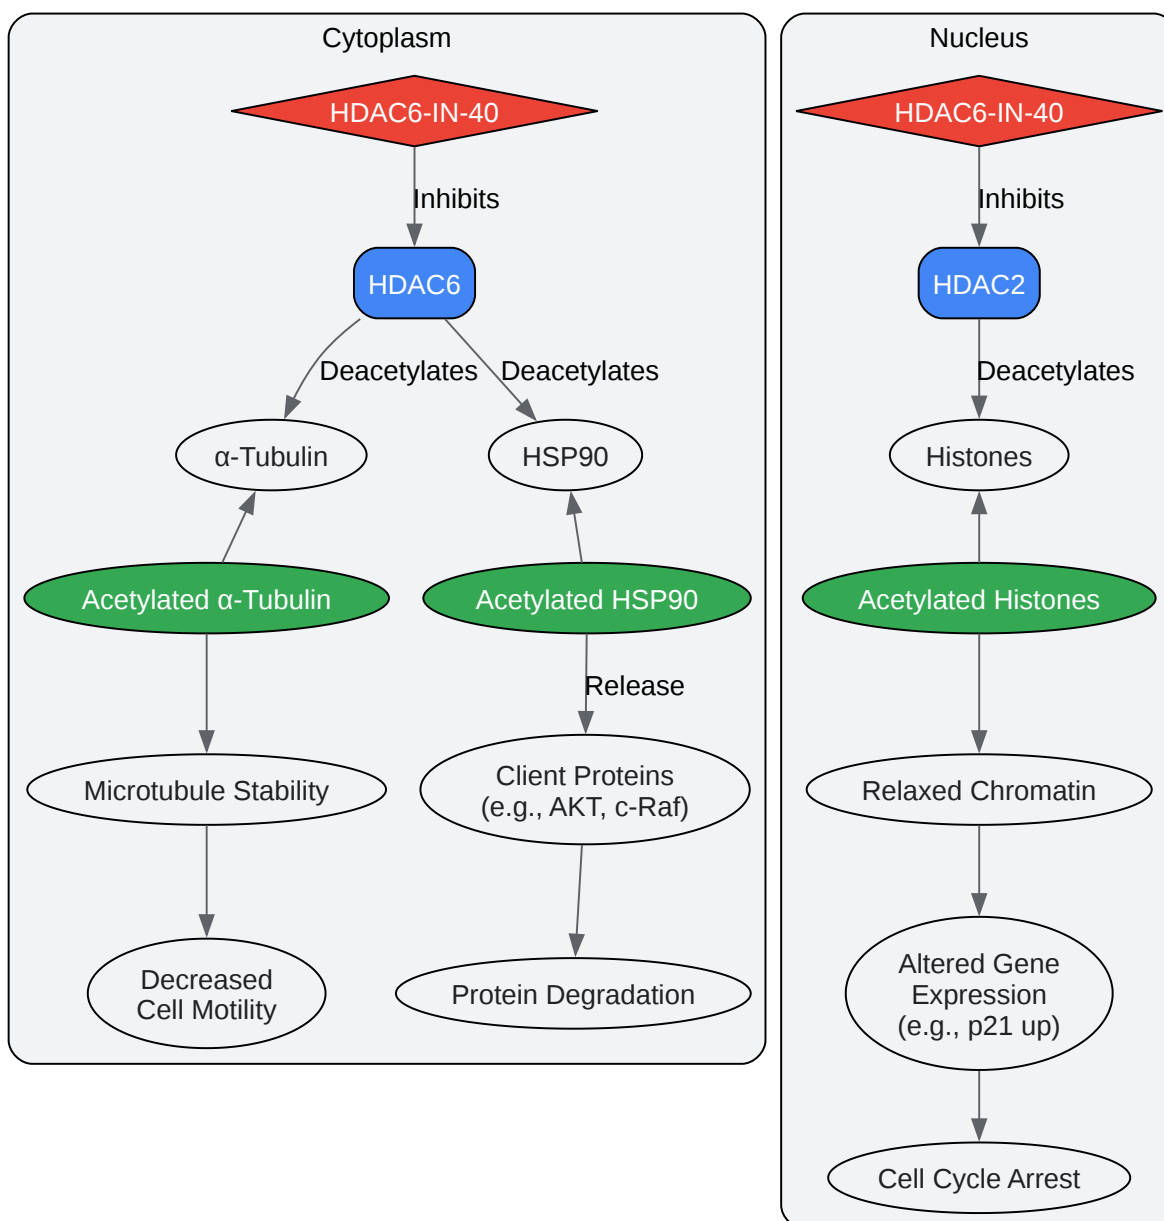 Cytoplasm
HDAC6-IN-40
Inhibits
HDAC6
Deacetylates
Deacetylates
α-Tubulin
HSP90
Acetylated α-Tubulin
Acetylated HSP90
Release
Microtubule Stability
Client Proteins
(e.g., AKT, c-Raf)
Decreased
Cell Motility
Protein Degradation
Nucleus
HDAC6-IN-40
Inhibits
HDAC2
Deacetylates
Histones
Acetylated Histones
Relaxed Chromatin
Altered Gene
Expression
(e.g., p21 up)
Cell Cycle Arrest